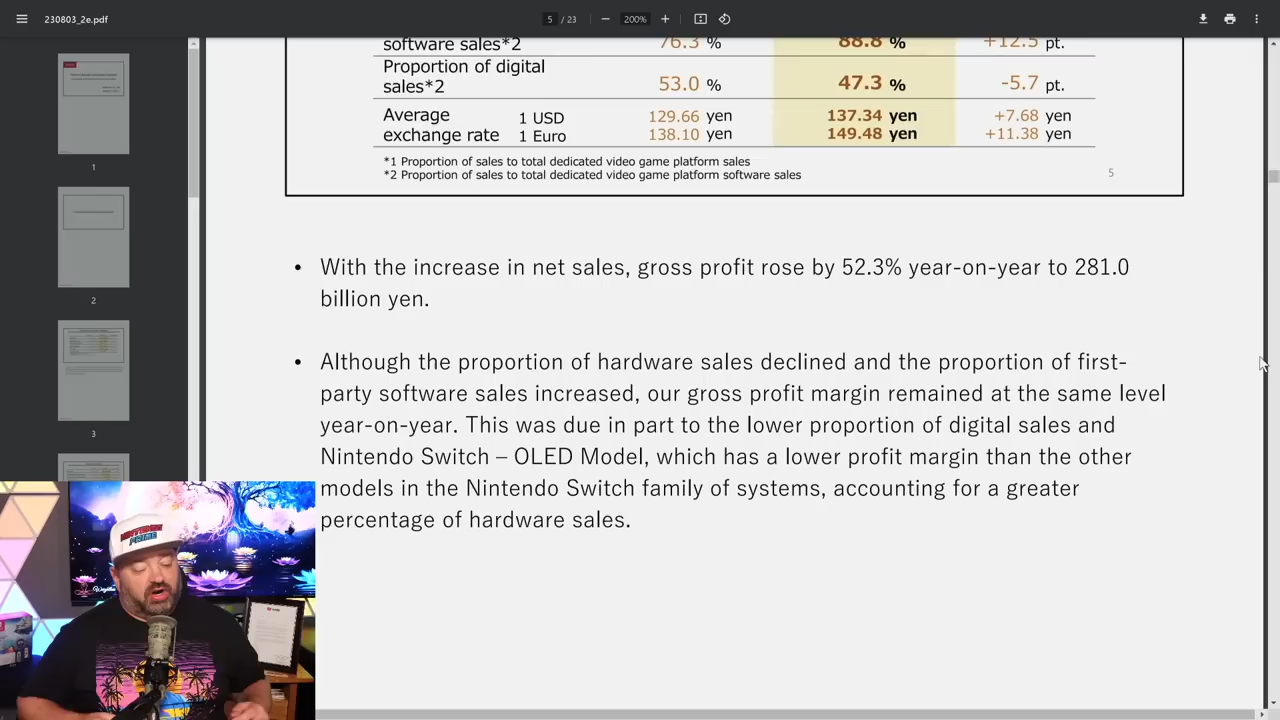 230803_2e.pdf
5 / 23
200%
software sales*2 76.3 % 88.8 % +12.5 pt.
Proportion of digital
sales*2 53.0 % 47.3 % -5.7 pt.
Average 1 USD 129.66 yen 137.34 yen +7.68 yen
exchange rate 1 Euro 138.10 yen 149.48 yen +11.38 yen
*1 Proportion of sales to total dedicated video game platform sales
*2 Proportion of sales to total dedicated video game platform software sales
5
• With the increase in net sales, gross profit rose by 52.3% year-on-year to 281.0
billion yen.
• Although the proportion of hardware sales declined and the proportion of first-
party software sales increased, our gross profit margin remained at the same level
year-on-year. This was due in part to the lower proportion of digital sales and
Nintendo Switch – OLED Model, which has a lower profit margin than the other
models in the Nintendo Switch family of systems, accounting for a greater
percentage of hardware sales.
1
2
3
NINTENDO
PRIME